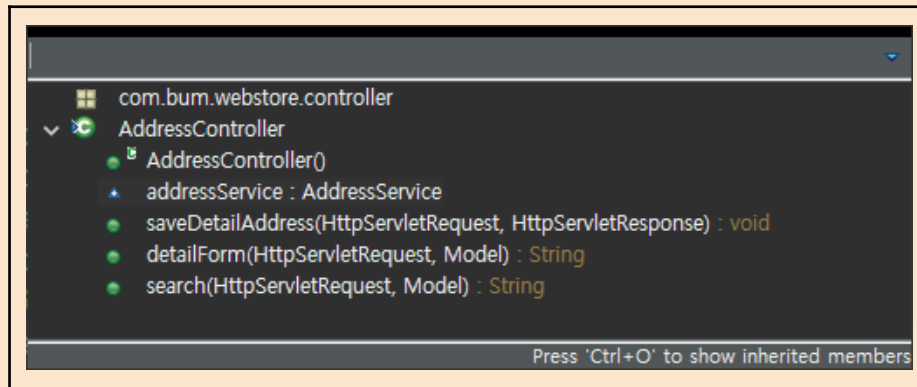 com.bum.webstore.controller
AddressController
AddressController()
addressService : AddressService
saveDetailAddress(HttpServletRequest, HttpServletResponse) : void
detailForm(HttpServletRequest, Model) : String
search(HttpServletRequest, Model) : String
Press 'Ctrl+O' to show inherited members